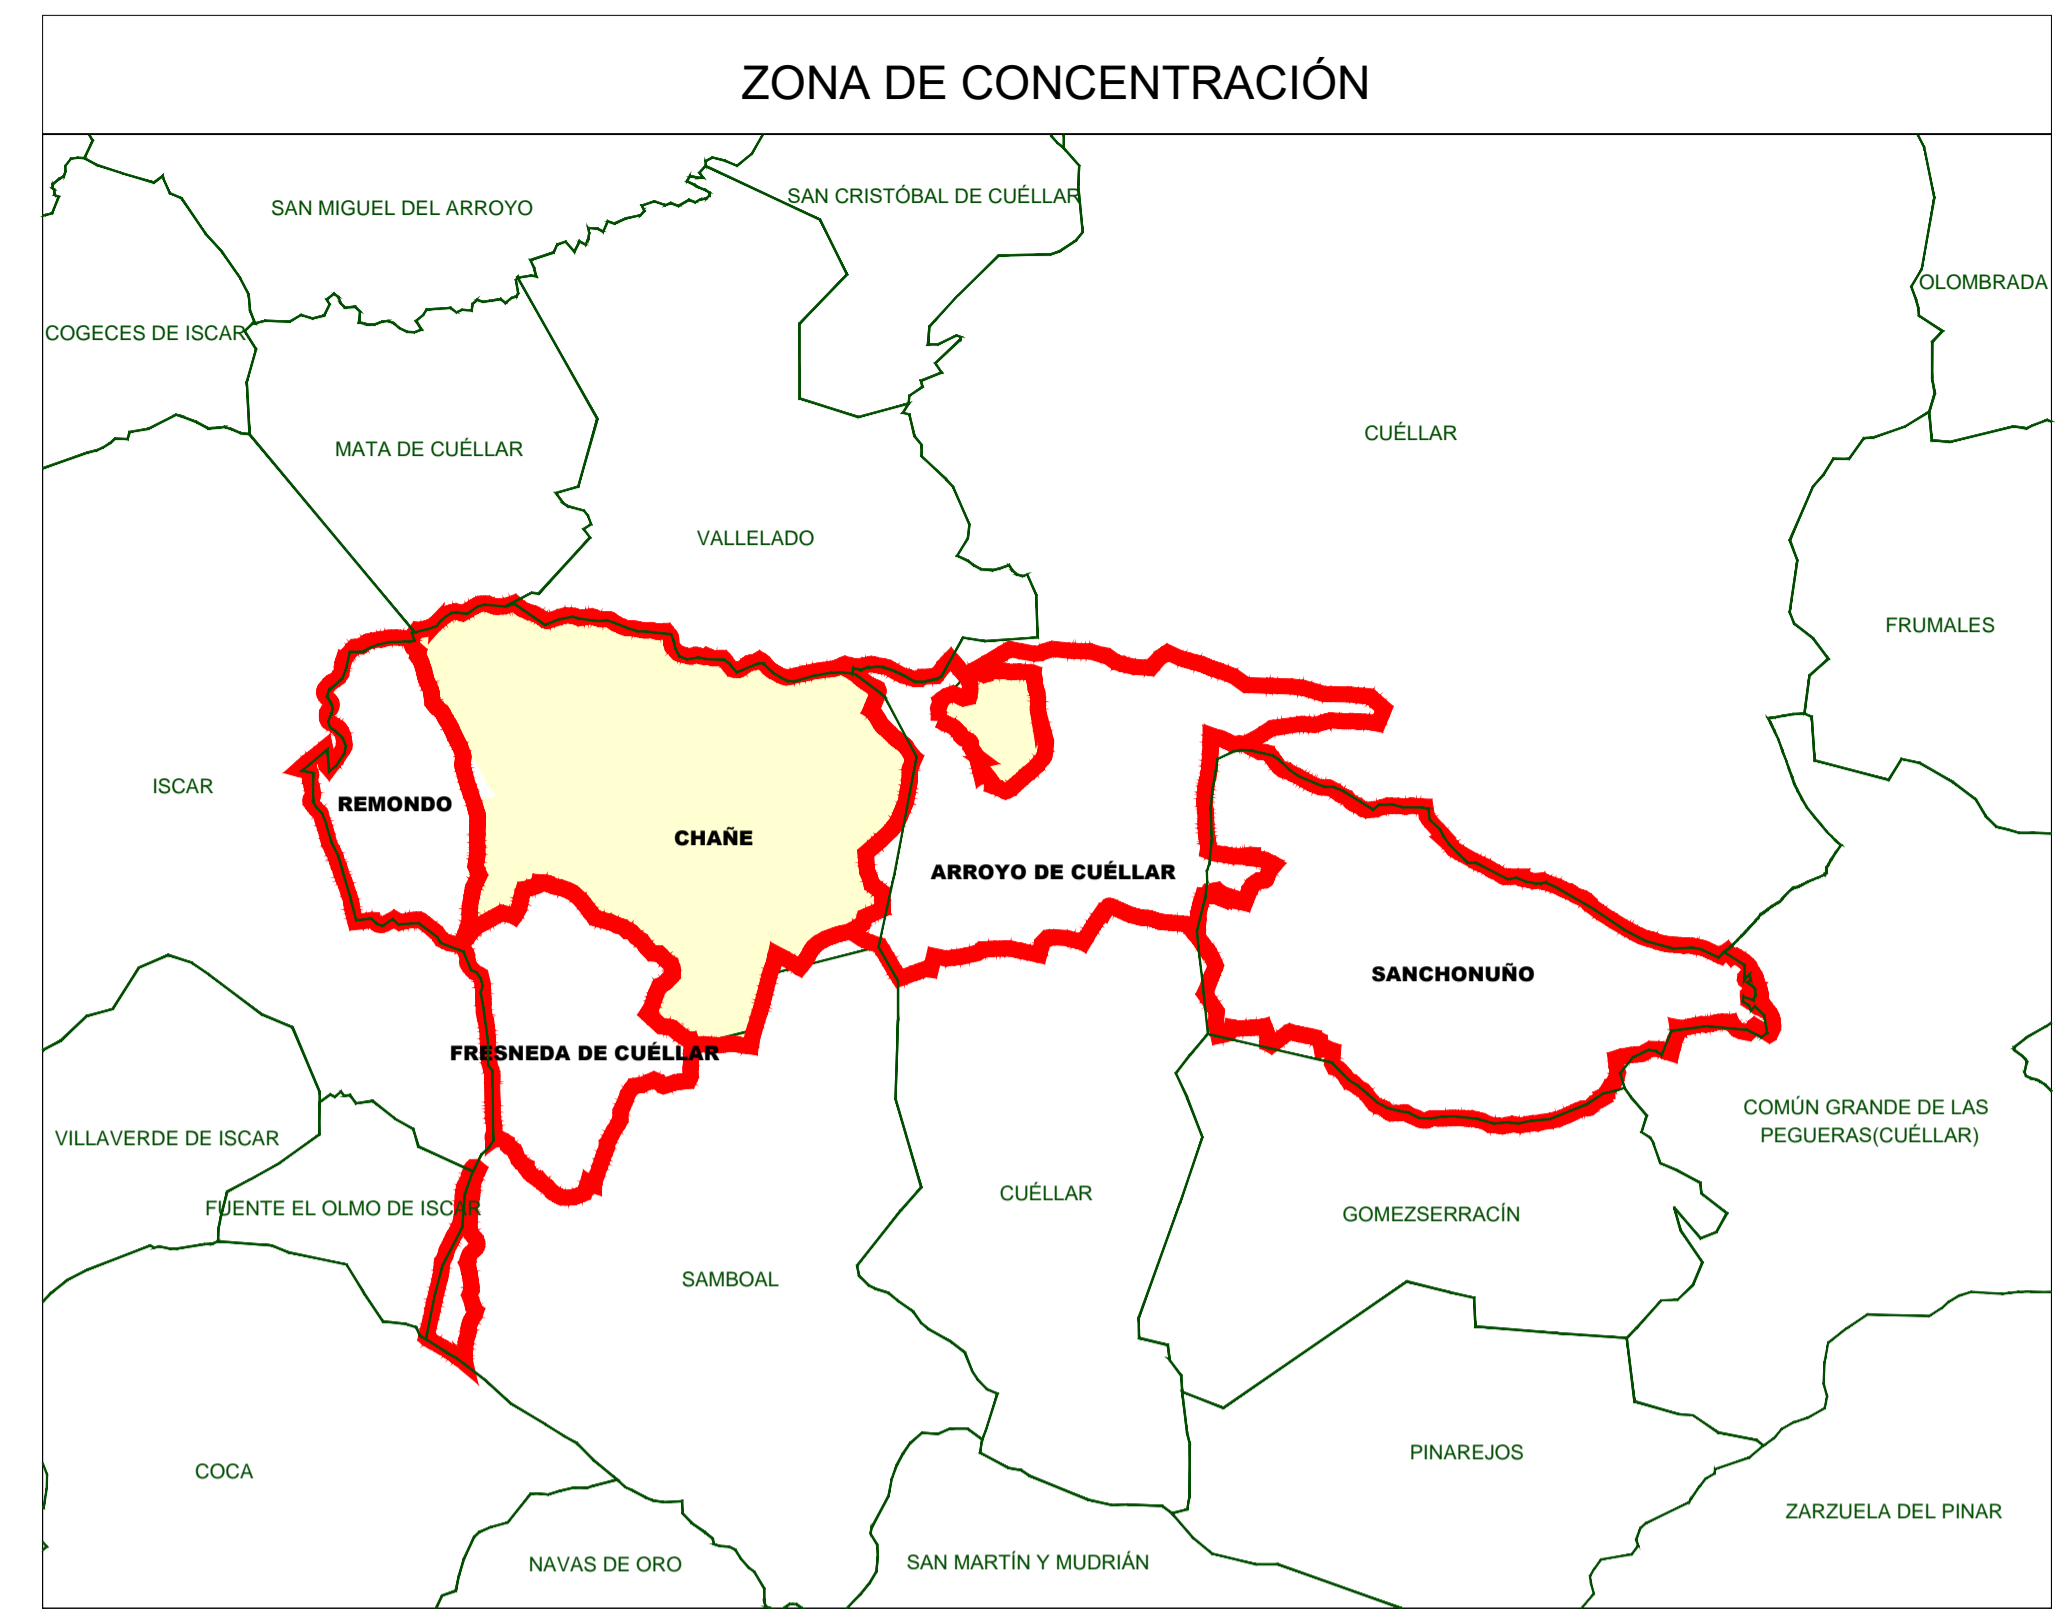 ZONA DE CONCENTRACIÓN
SAN CRISTÓBAL DE CUÉLLAR
SAN MIGUEL DEL ARROYO
OLOMBRADA
COGECES DE ISCAR
CUÉLLAR
MATA DE CUÉLLAR
VALLELADO
FRUMALES
ISCAR
REMONDO
CHAÑE
ARROYO DE CUÉLLAR
SANCHONUÑO
FRESNEDA DE CUÉLLAR
COMÚN GRANDE DE LAS
PEGUERAS(CUÉLLAR)
VILLAVERDE DE ISCAR
CUÉLLAR
FUENTE EL OLMO DE ISCAR
GOMEZSERRACÍN
SAMBOAL
PINAREJOS
COCA
ZARZUELA DEL PINAR
SAN MARTÍN Y MUDRIÁN
NAVAS DE ORO